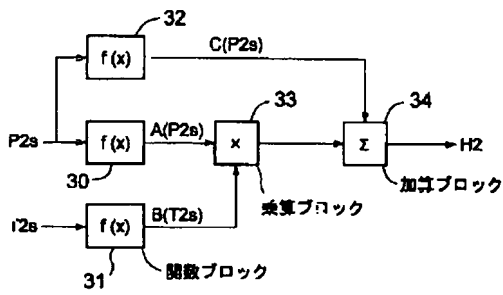 32
f(x)
C(P2s)
33
34
P2s
f(x)
A(P2s)
×
Σ
H2
30
乗算ブロック
加算ブロック
T2s
f(x)
B(T2s)
31
関数ブロック